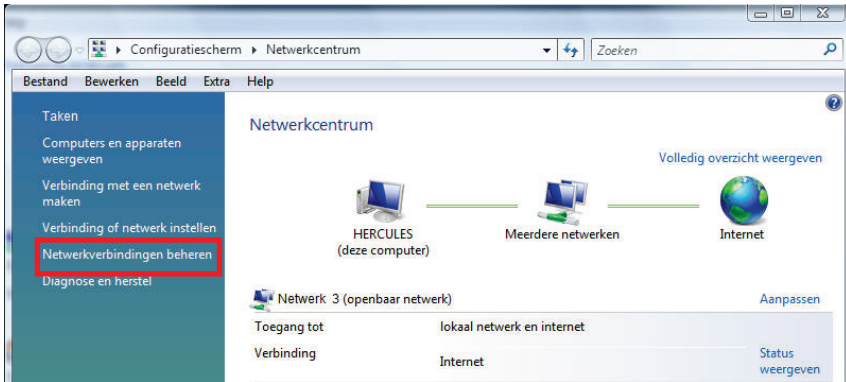 Configuratiescherm Netwerkcentrum
Zoeken
Bestand Bewerken Beeld Extra Help
Taken
Computers en apparaten
weergeven
Verbinding met een netwerk
maken
Verbinding of netwerk instellen
Netwerkverbindingen beheren
Diagnose en herstel
Netwerkcentrum
Volledig overzicht weergeven
HERCULES
(deze computer)
Meerdere netwerken
Internet
Netwerk 3 (openbaar netwerk)
Aanpassen
Toegang tot
lokaal netwerk en internet
Verbinding
Internet
Status
weergeven